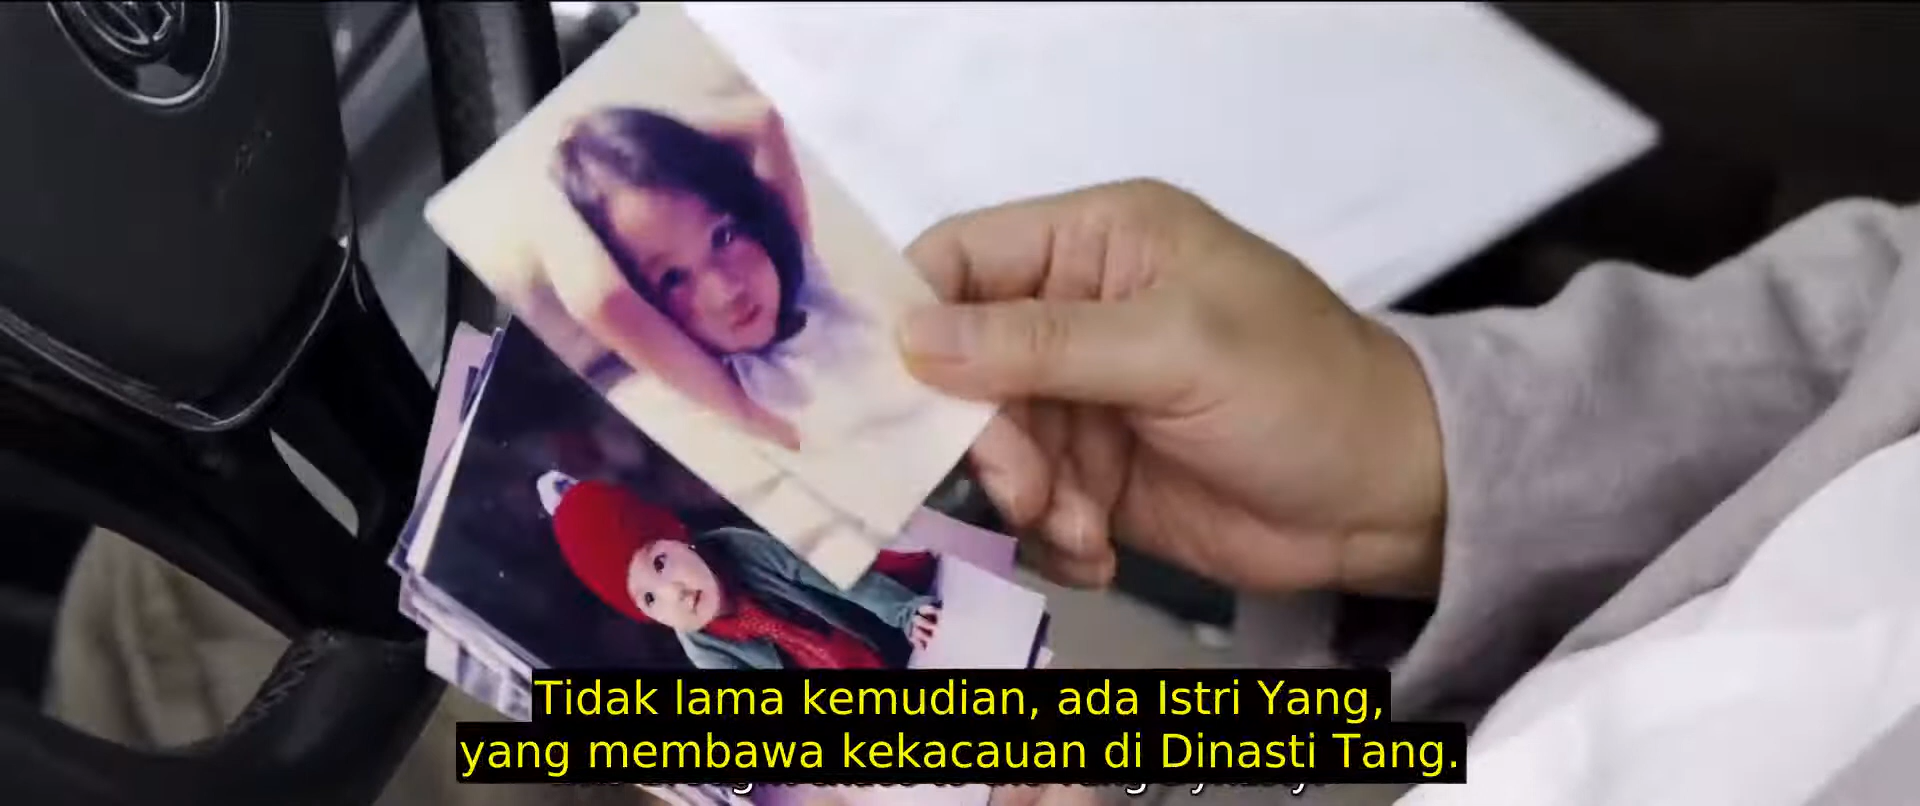 Tidak lama kemudian, ada Istri Yang,
yang membawa kekacauan di Dinasti Tang.